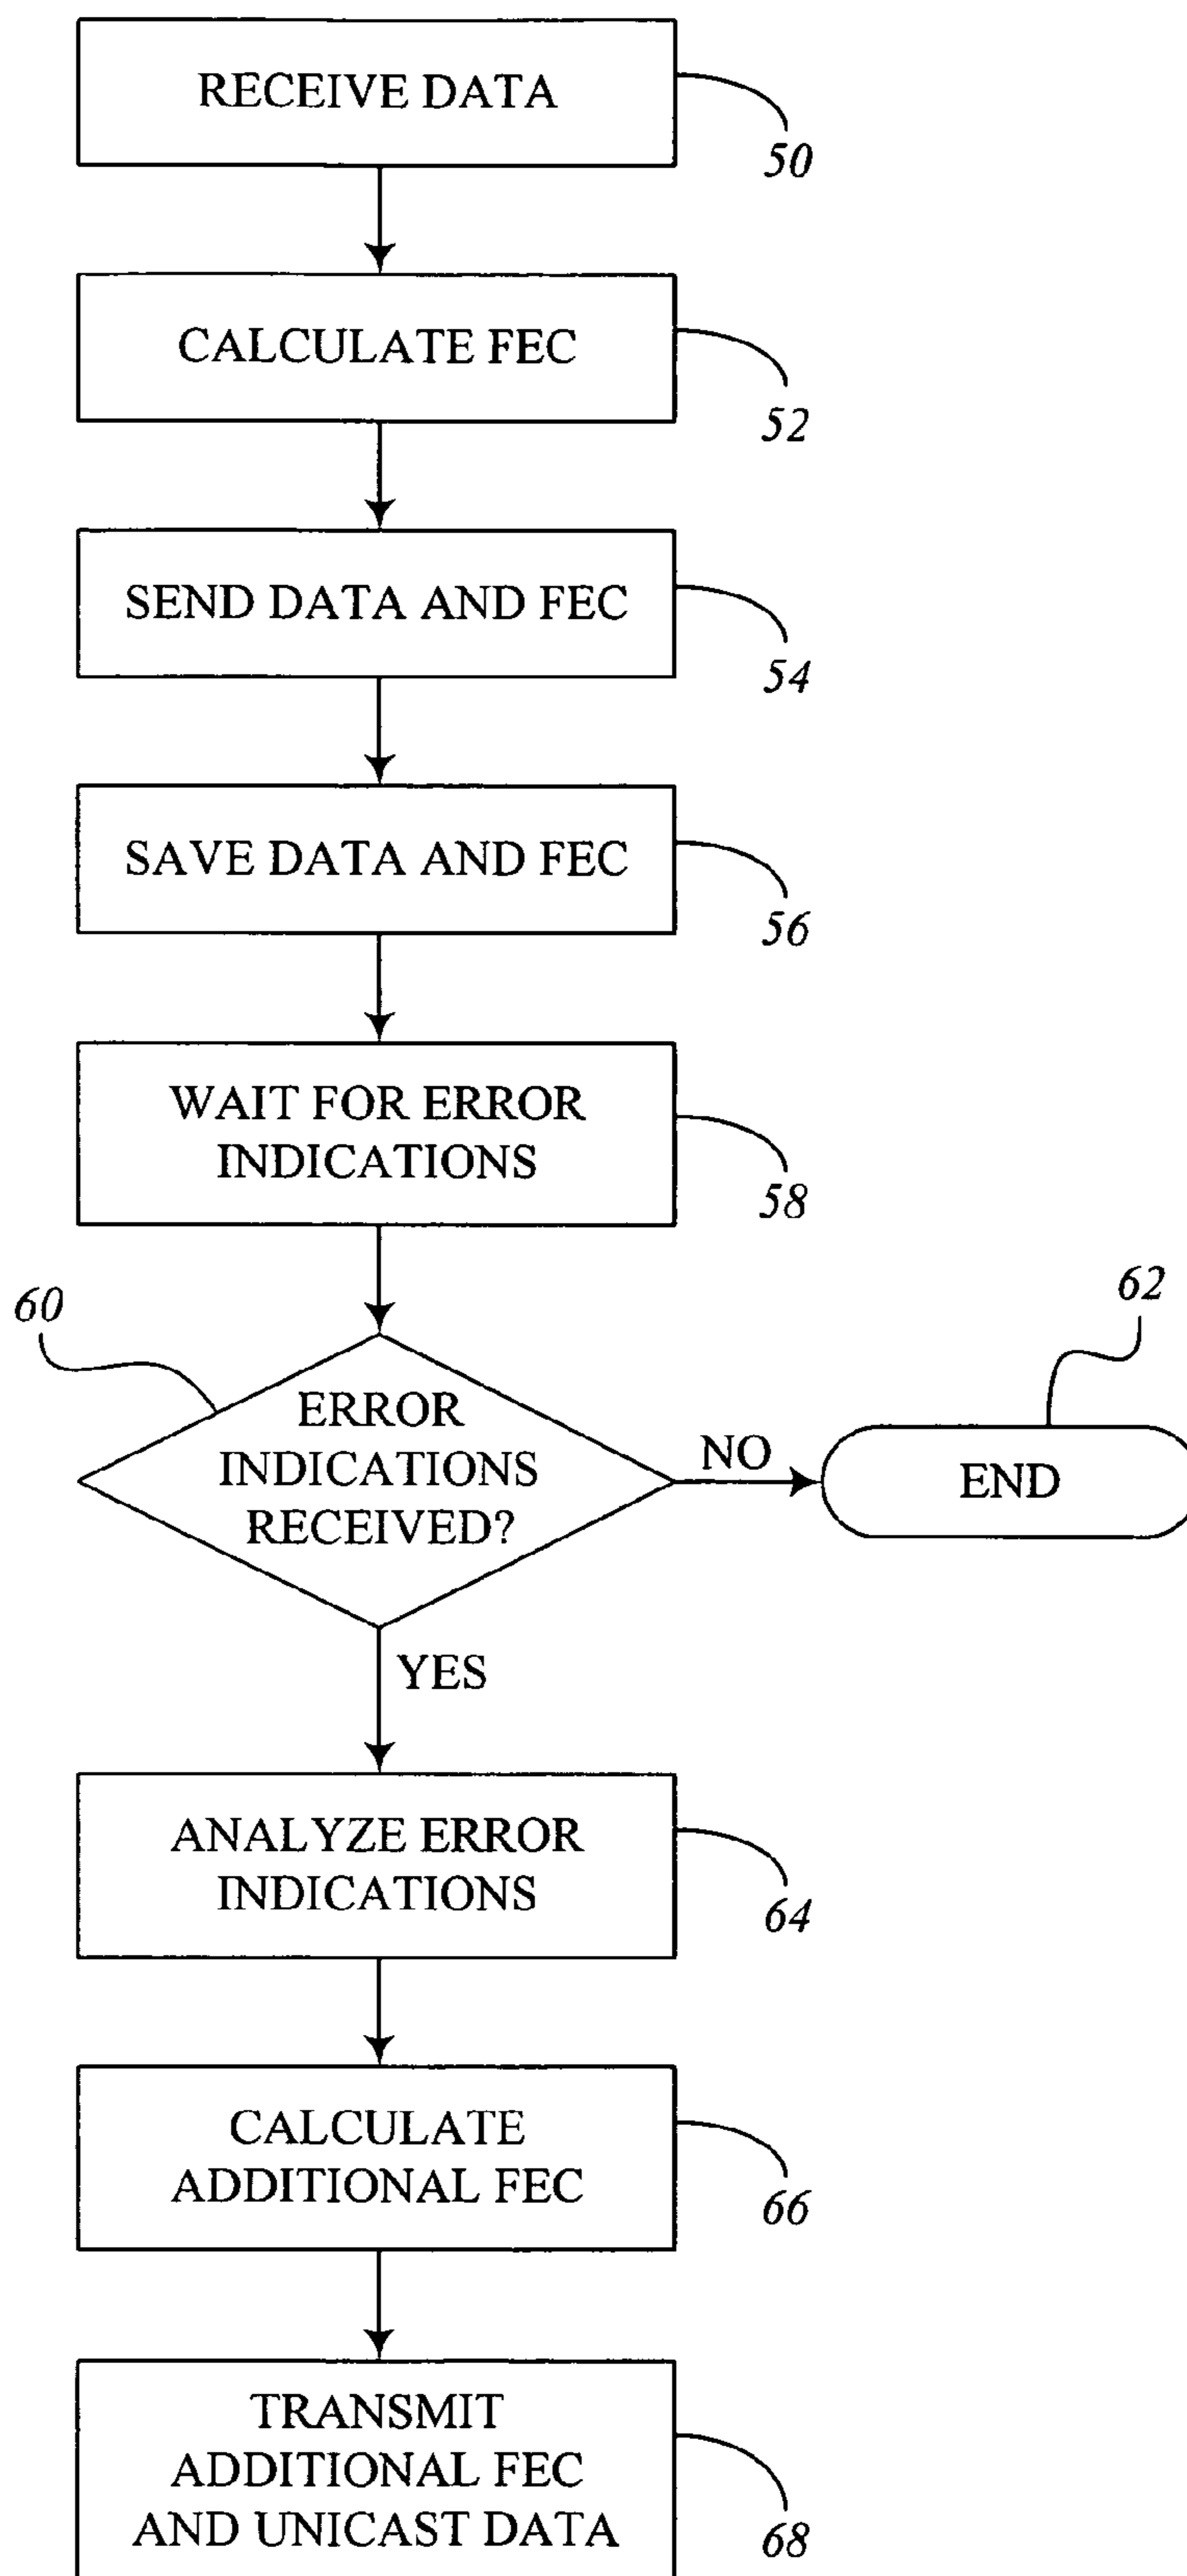 RECEIVE DATA
50
CALCULATE FEC
52
SEND DATA AND FEC
54
SAVE DATA AND FEC
56
WAIT FOR ERROR
INDICATIONS
58
60
62
ERROR
INDICATIONS
RECEIVED?
NO
END
YES
ANALYZE ERROR
INDICATIONS
64
CALCULATE
ADDITIONAL FEC
66
TRANSMIT
ADDITIONAL FEC
AND UNICAST DATA
68